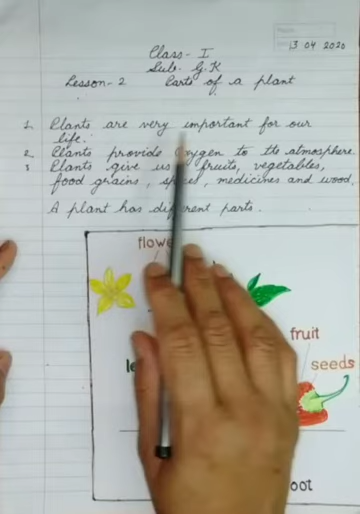 13 04 2020
Class - I
Sub. G.K
Lesson - 2 Parts of a plant
1. Plants are very important for our
life.
2. Plants provide Oxygen to the atmosphere.
3. Plants give us fruits, vegetables,
food grains, spices, medicines and wood.
A plant has different parts.
flower
fruit
seeds